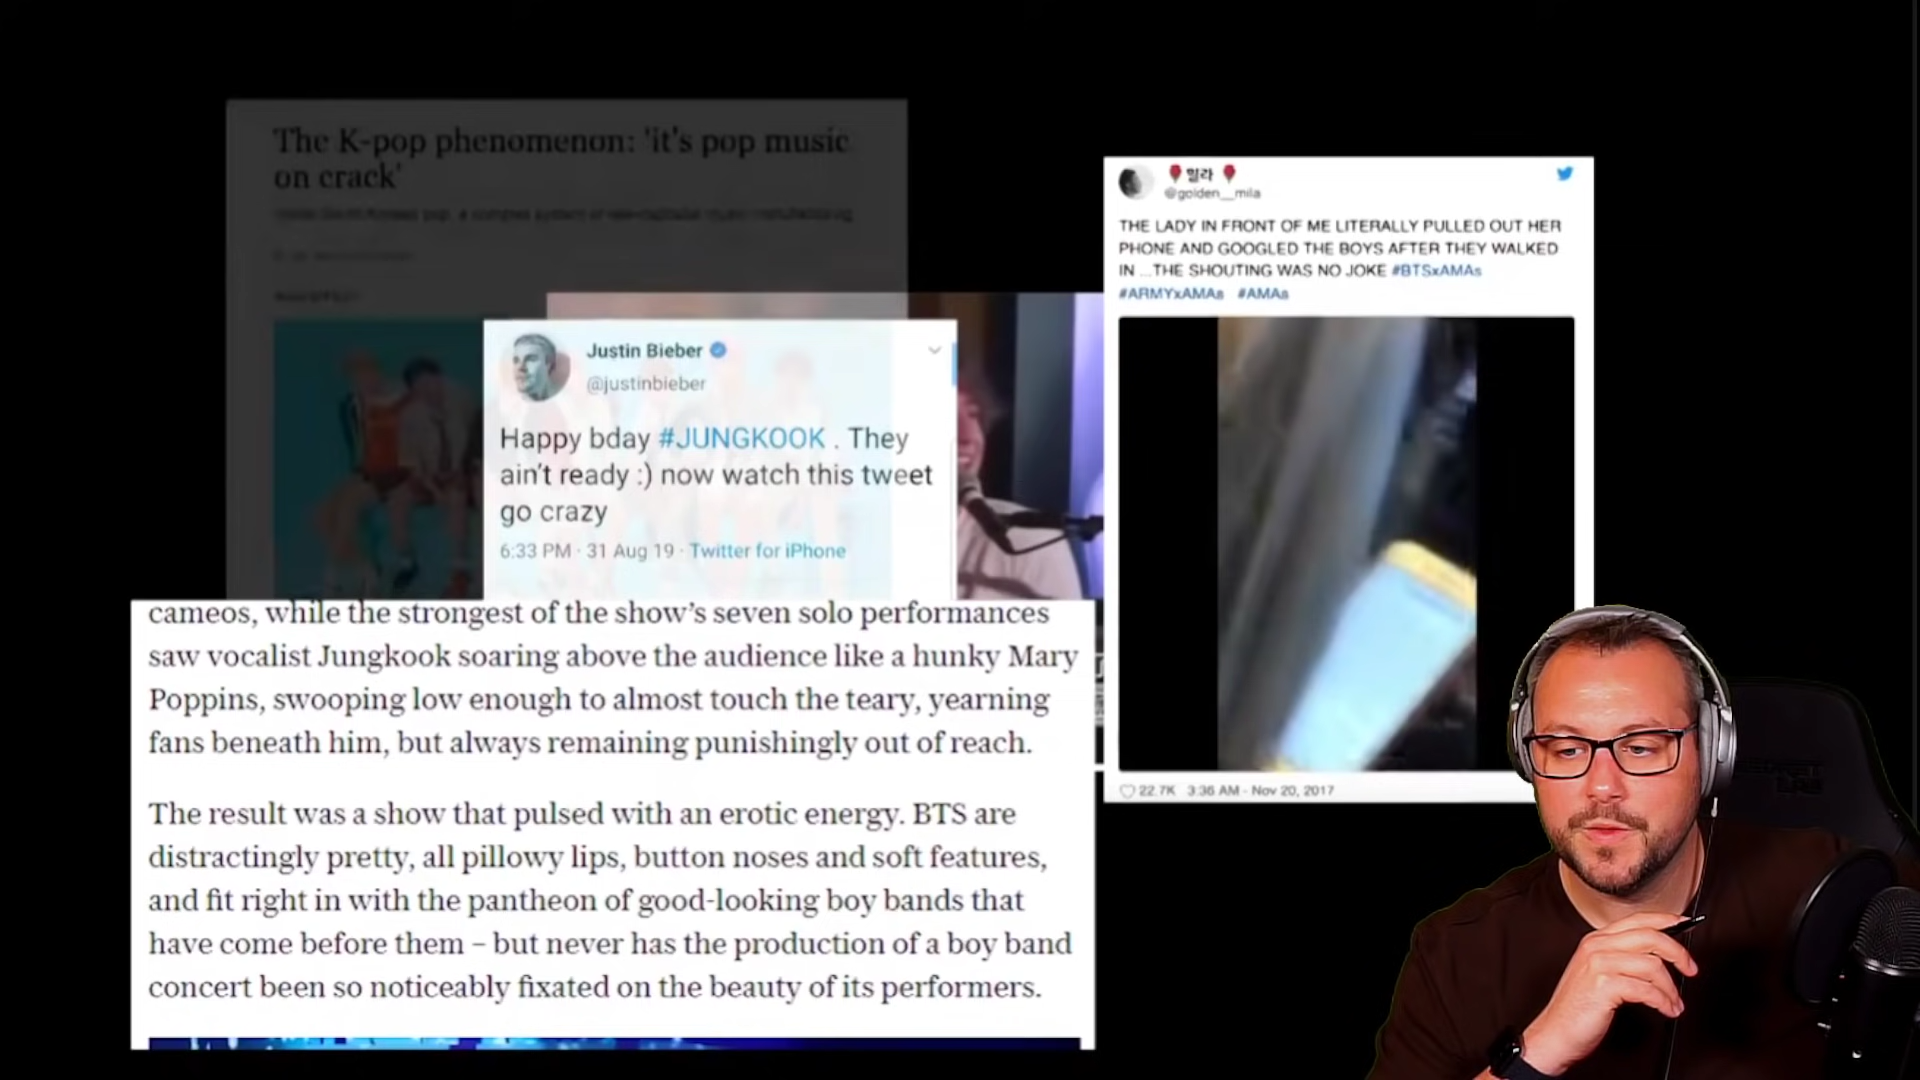 The K-pop phenomenon: 'it's pop music
on crack'
Justin Bieber
@justinbieber
Happy bday #JUNGKOOK . They
ain't ready :) now watch this tweet
go crazy
6:33 PM · 31 Aug 19 · Twitter for iPhone
밀라
@golden__mila
THE LADY IN FRONT OF ME LITERALLY PULLED OUT HER
PHONE AND GOOGLED THE BOYS AFTER THEY WALKED
IN ...THE SHOUTING WAS NO JOKE #BTSxAMAs
#ARMYxAMAs #AMAs
22.7K 3:36 AM - Nov 20, 2017
cameos, while the strongest of the show's seven solo performances
saw vocalist Jungkook soaring above the audience like a hunky Mary
Poppins, swooping low enough to almost touch the teary, yearning
fans beneath him, but always remaining punishingly out of reach.
The result was a show that pulsed with an erotic energy. BTS are
distractingly pretty, all pillowy lips, button noses and soft features,
and fit right in with the pantheon of good-looking boy bands that
have come before them – but never has the production of a boy band
concert been so noticeably fixated on the beauty of its performers.